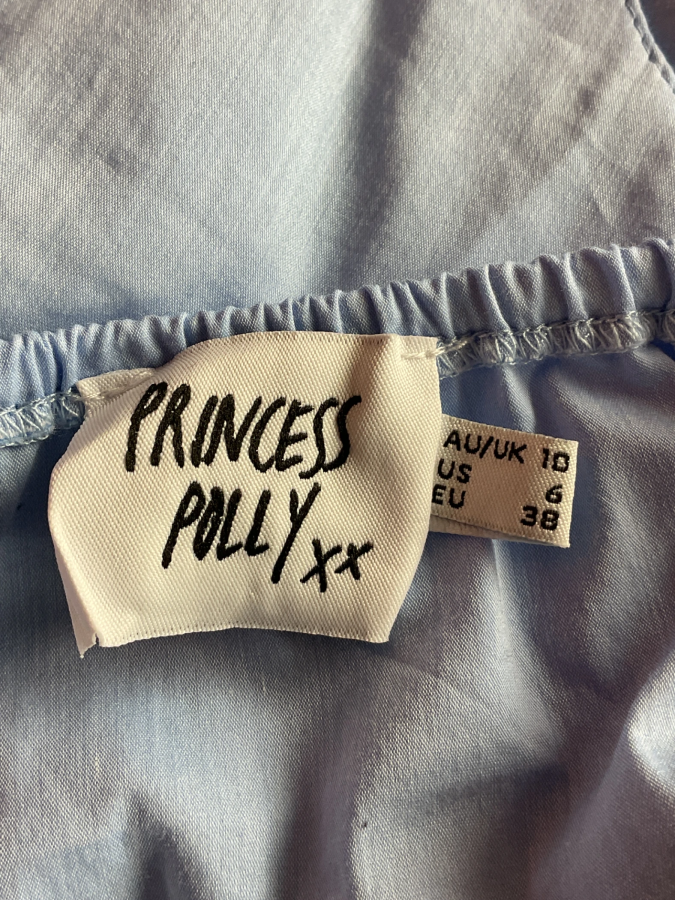 PRINCESS
POLLY xx
AU/UK 10
US 6
EU 38